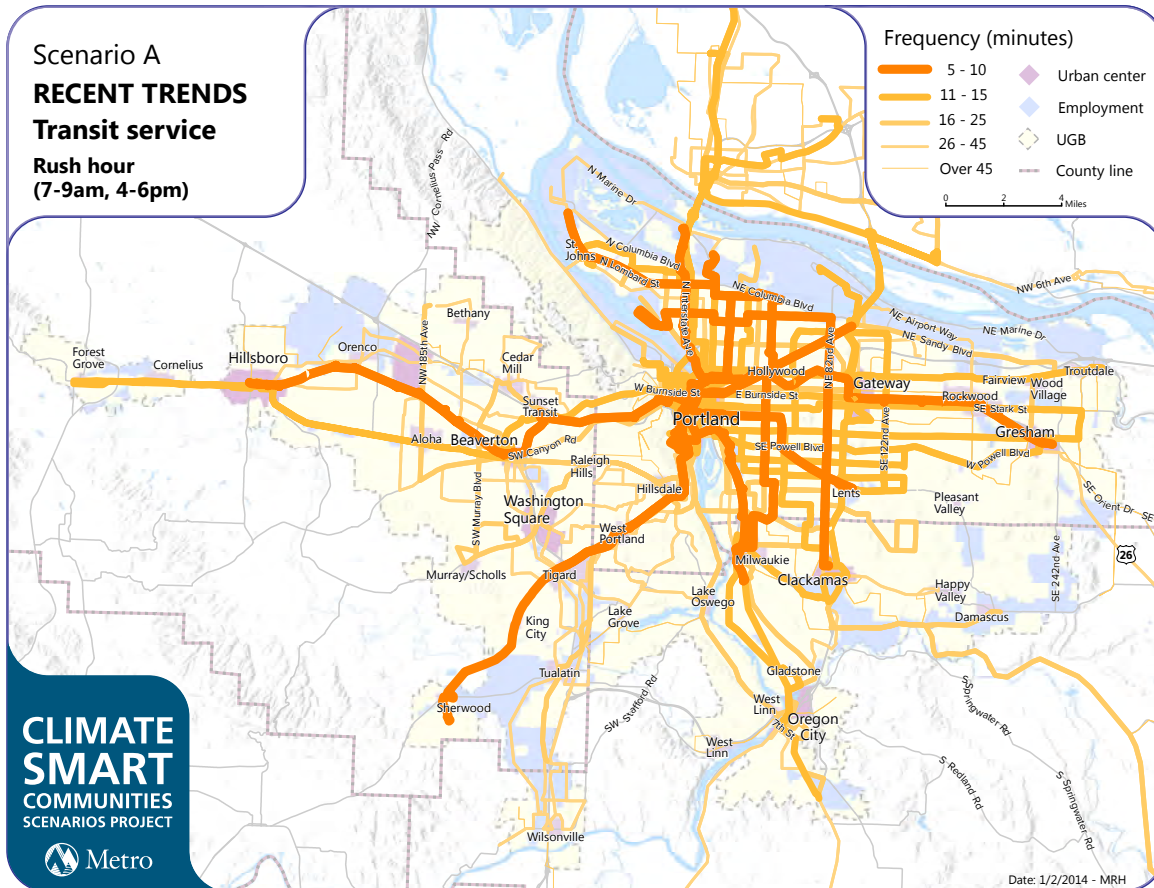 Scenario A
RECENT TRENDS
Transit service
Rush hour
(7-9am, 4-6pm)
Frequency (minutes)
5 - 10
11 - 15
16 - 25
26 - 45
Over 45
Urban center
Employment
UGB
County line
0 2 4
Miles
NW Cornelius Pass Rd
N Marine Dr
St.
Johns
N Columbia Blvd
N Lombard St
N Interstate Ave
NE Columbia Blvd
NW 6th Ave
NE Airport Way
NE Marine Dr
NE Sandy Blvd
NE 82nd Ave
Bethany
NW 185th Ave
Orenco
Hillsboro
Forest
Grove
Cornelius
Cedar
Mill
Sunset
Transit
W Burnside St
E Burnside St
Hollywood
Gateway
Fairview
Wood
Village
Troutdale
Rockwood
SE Stark St
Gresham
Portland
Aloha
Beaverton
SW Canyon Rd
Raleigh
Hills
SE Powell Blvd
SE 122nd Ave
W Powell Blvd
SW Murray Blvd
Washington
Square
Hillsdale
Lents
Pleasant
Valley
SE Orient Dr
SE
West
Portland
26
SE 242nd Ave
Murray/Scholls
Tigard
Milwaukie
Clackamas
Happy
Valley
Damascus
King
City
Lake
Grove
Lake
Oswego
Tualatin
Gladstone
Sherwood
SW Stafford Rd
West
Linn
7th St
Oregon
City
West
Linn
S Springwater Rd
S Redland Rd
S Springwater Rd
Wilsonville
CLIMATE
SMART
COMMUNITIES
SCENARIOS PROJECT
Metro
Date: 1/2/2014 - MRH